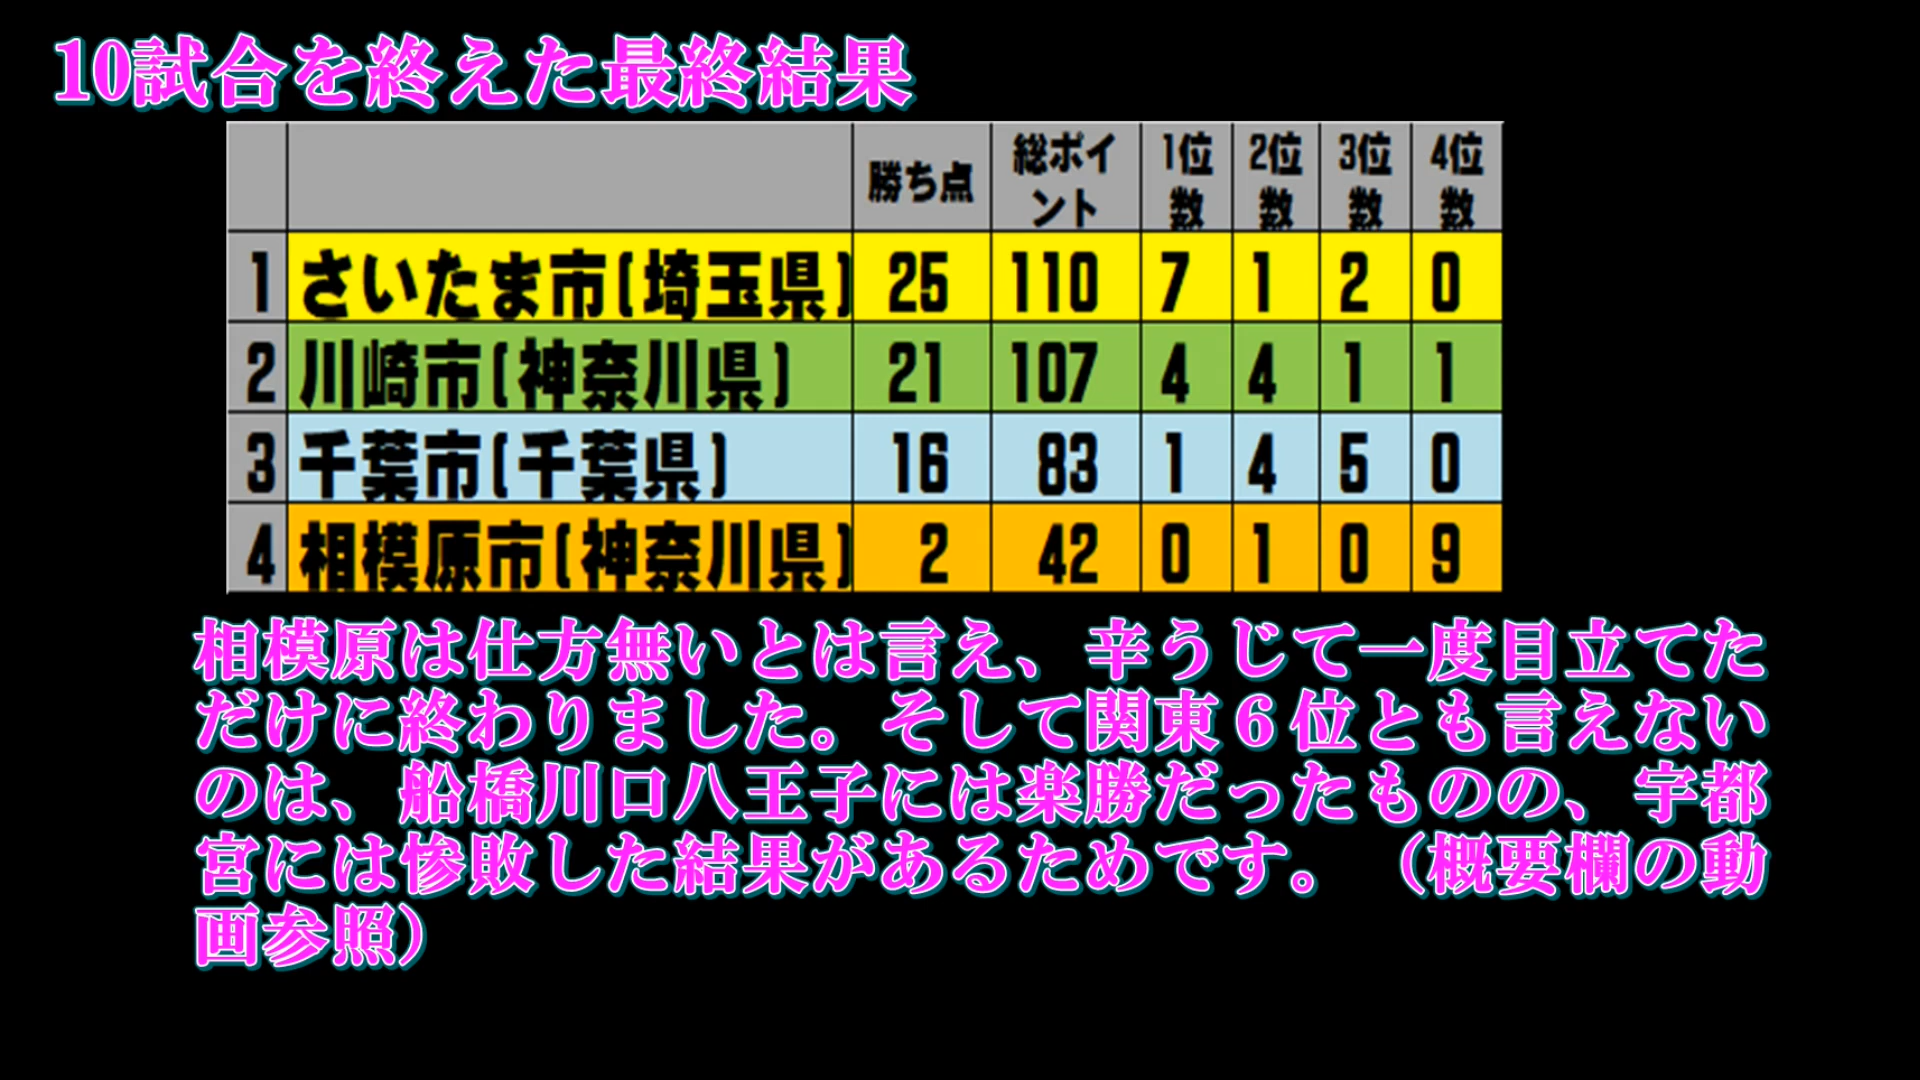 10試合を終えた最終結果
勝ち点 総ポイント 1位数 2位数 3位数 4位数
1 さいたま市(埼玉県) 25 110 7 1 2 0
2 川崎市(神奈川県) 21 107 4 4 1 1
3 千葉市(千葉県) 16 83 1 4 5 0
4 相模原市(神奈川県) 2 42 0 1 0 9
相模原は仕方無いとは言え、辛うじて一度目立てた
だけに終わりました。そして関東６位とも言えない
のは、船橋川口八王子には楽勝だったものの、宇都
宮には惨敗した結果があるためです。（概要欄の動
画参照）